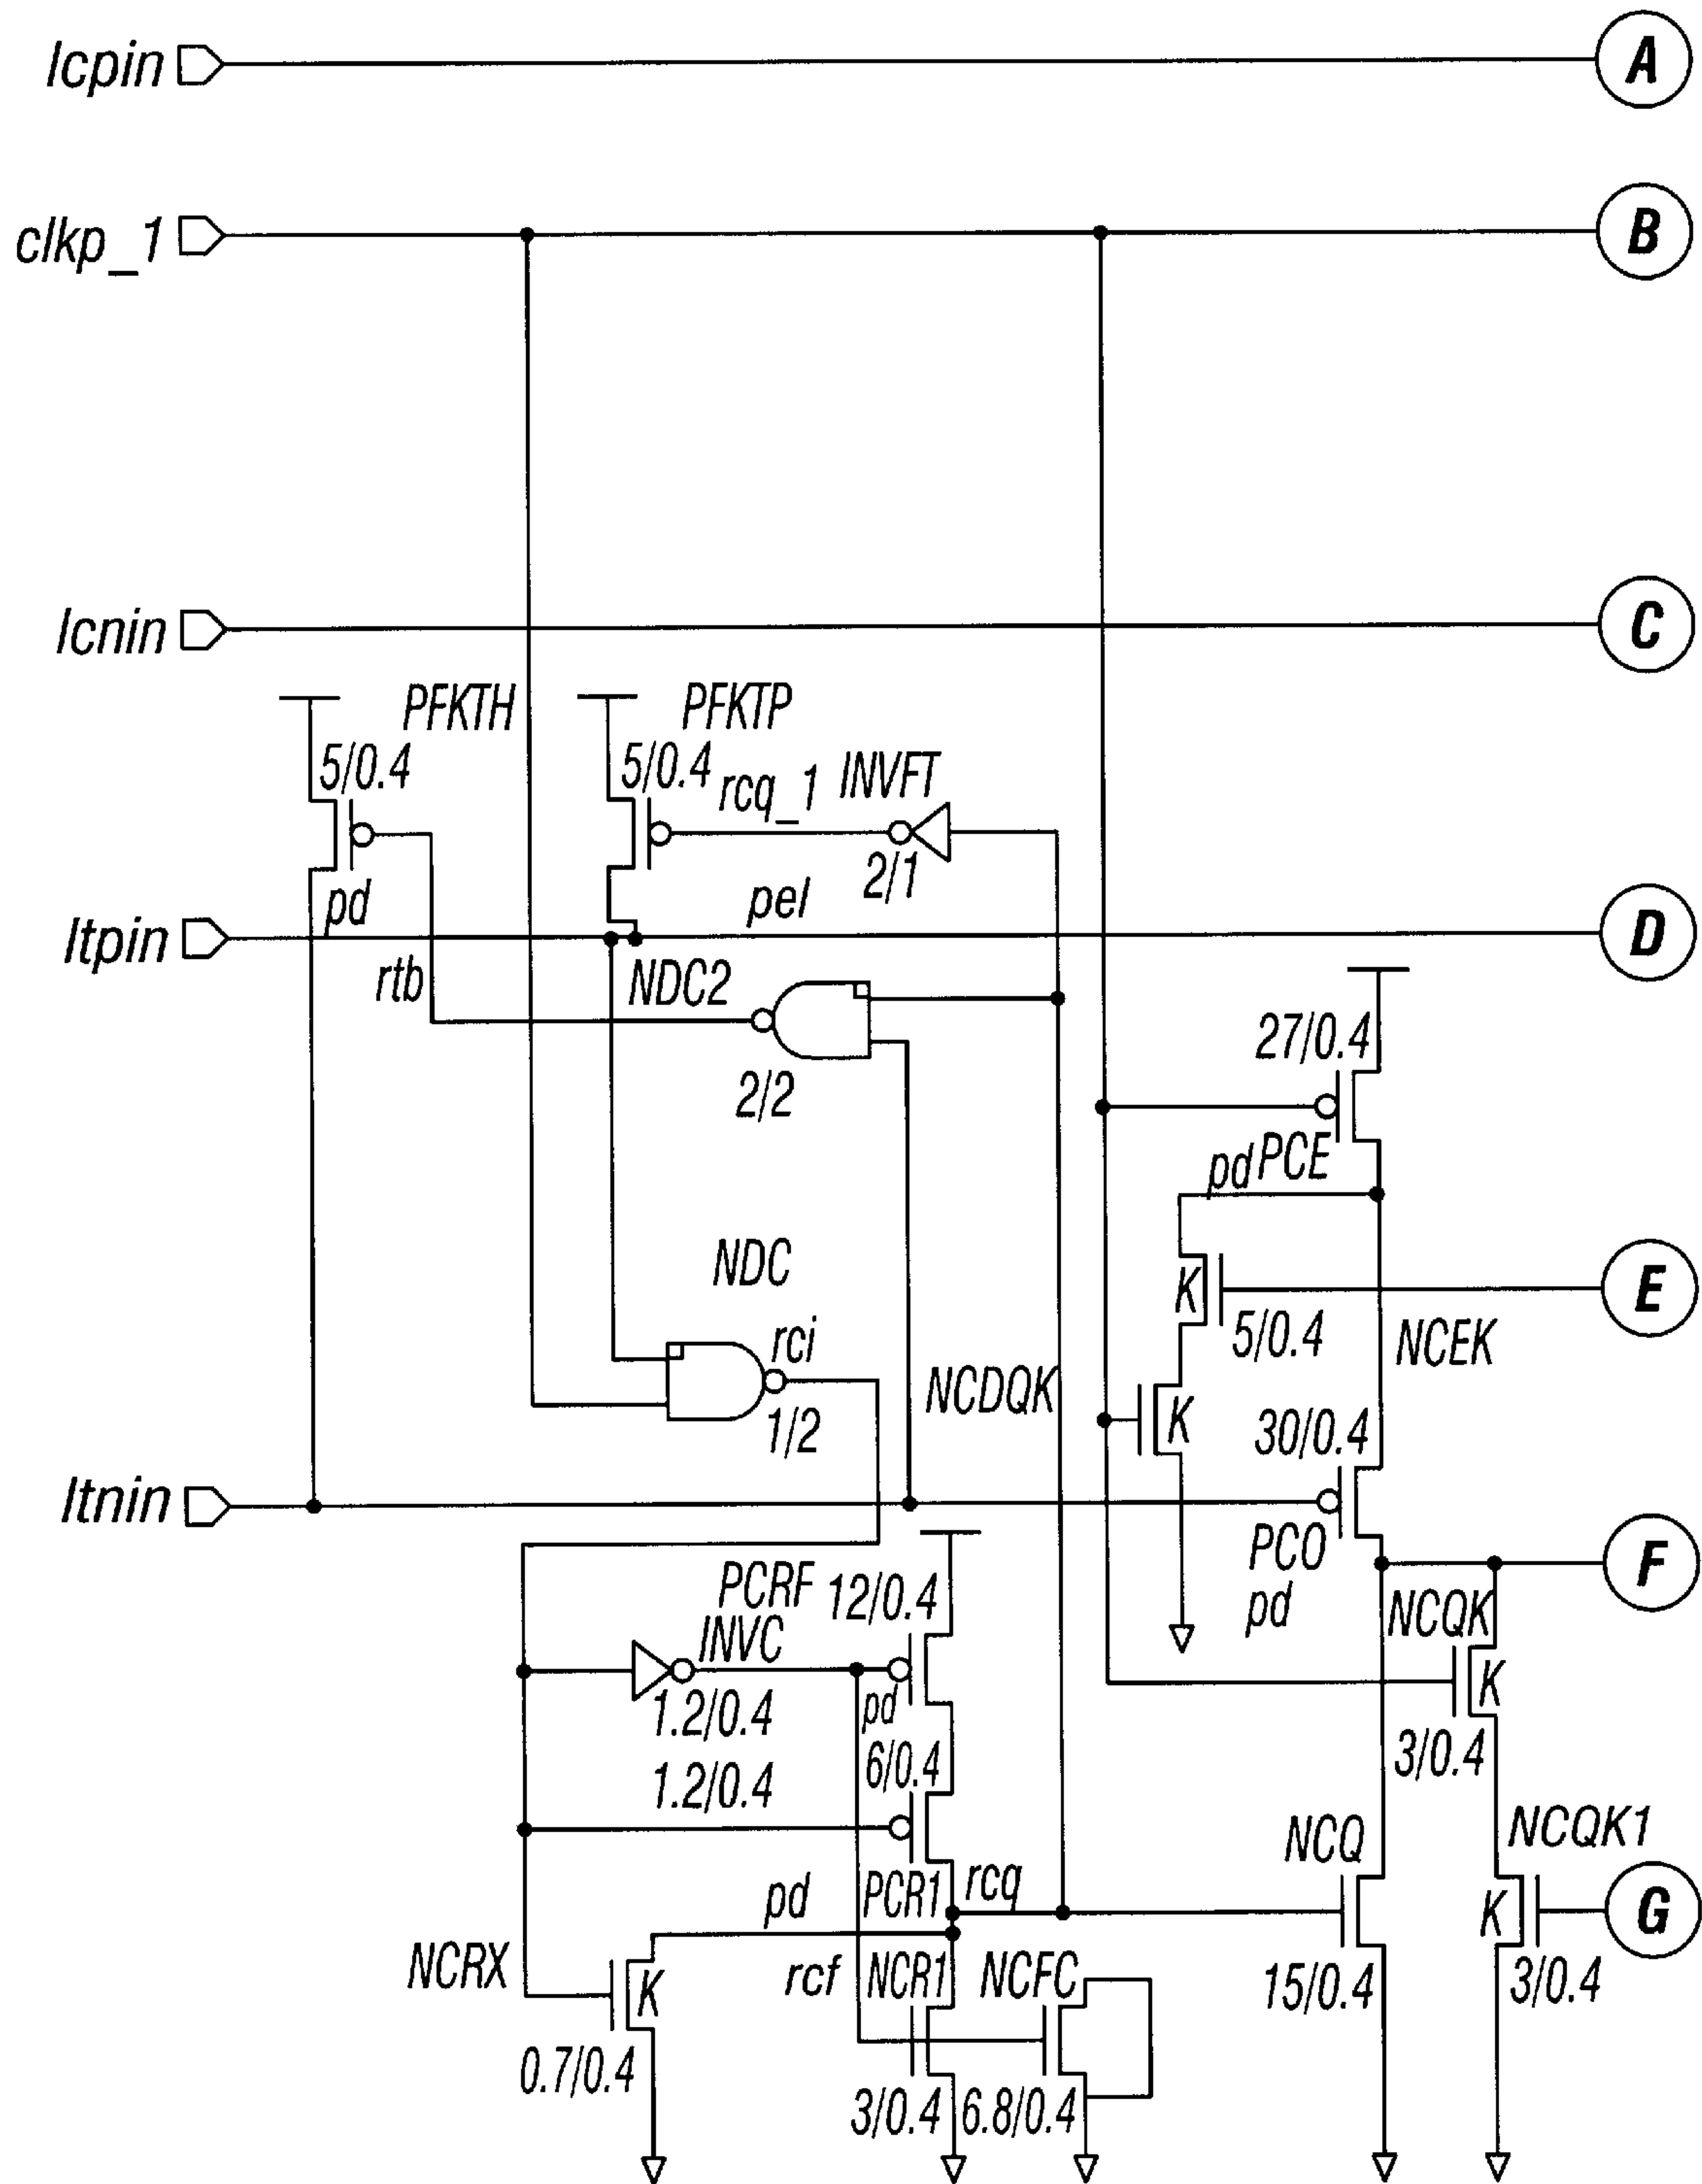 lcpin
A
clkp_1
B
lcnin
C
PFKTH
PFKTP
5/0.4
5/0.4
rcq_1
INVFT
2/1
pd
pel
ltpin
D
rtb
NDC2
2/2
27/0.4
pd
PCE
NDC
E
rci
K
5/0.4
NCEK
NCDQK
1/2
K
30/0.4
ltnin
PCO
pd
F
PCRF
12/0.4
INVC
NCQK
1.2/0.4
pd
K
6/0.4
3/0.4
1.2/0.4
NCQ
NCQK1
pd
PCR1
rcq
G
K
NCRX
K
rcf
NCR1
NCFC
15/0.4
3/0.4
0.7/0.4
3/0.4
6.8/0.4